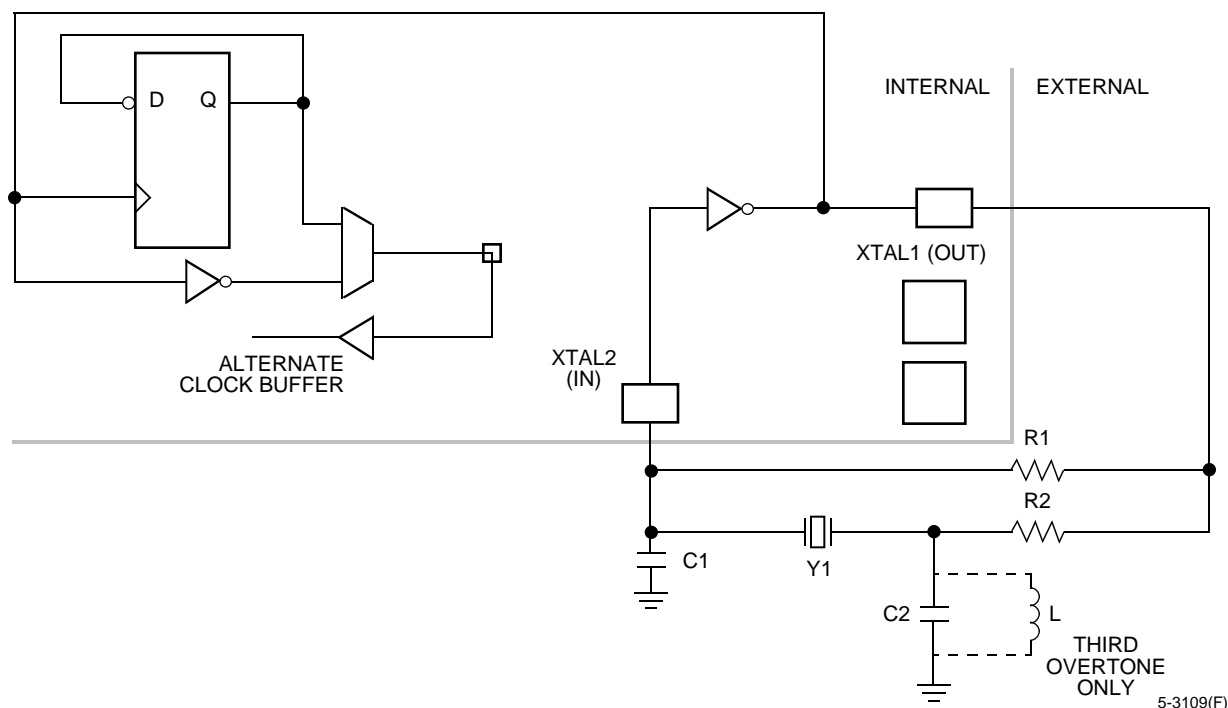 D Q
INTERNAL EXTERNAL
XTAL1 (OUT)
ALTERNATE
CLOCK BUFFER
XTAL2
(IN)
R1
R2
C1
Y1
C2
L
THIRD
OVERTONE
ONLY
5-3109(F)